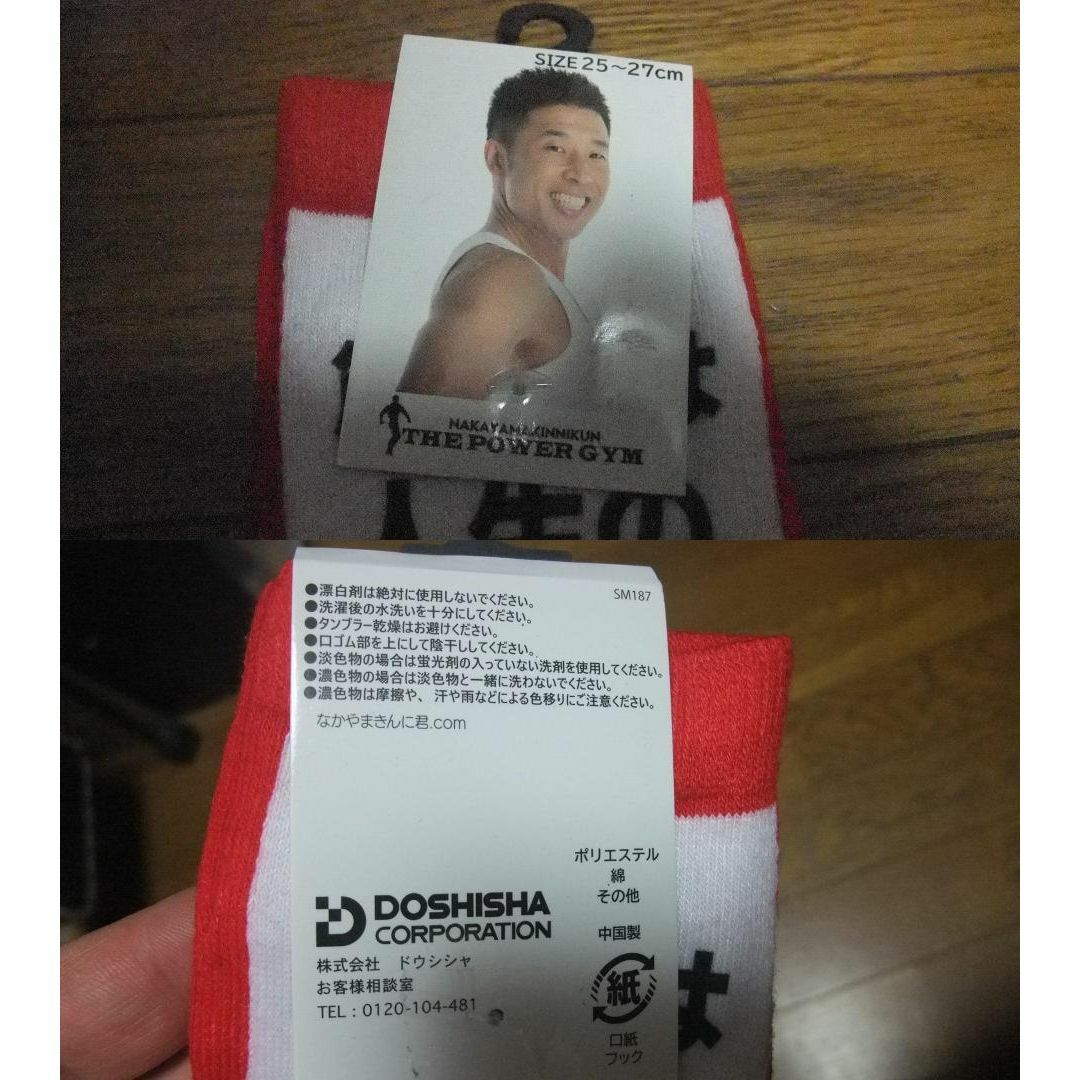 SIZE 25～27cm
は
NAKAYAMAKINNIKUN
THE POWER GYM
人生の
●漂白剤は絶対に使用しないでください。
SM187
●洗濯後の水洗いを十分にしてください。
●タンブラー乾燥はお避けください。
●口ゴム部を上にして陰干ししてください。
●淡色物の場合は蛍光剤の入っていない洗剤を使用してください。
●濃色物の場合は淡色物と一緒に洗わないでください。
●濃色物は摩擦や、汗や雨などによる色移りにご注意ください。
なかやまきんに君.com
ポリエステル
綿
その他
DOSHISHA
CORPORATION
中国製
株式会社 ドウシシャ
お客様相談室
TEL：0120-104-481
紙
は
口紙
フック